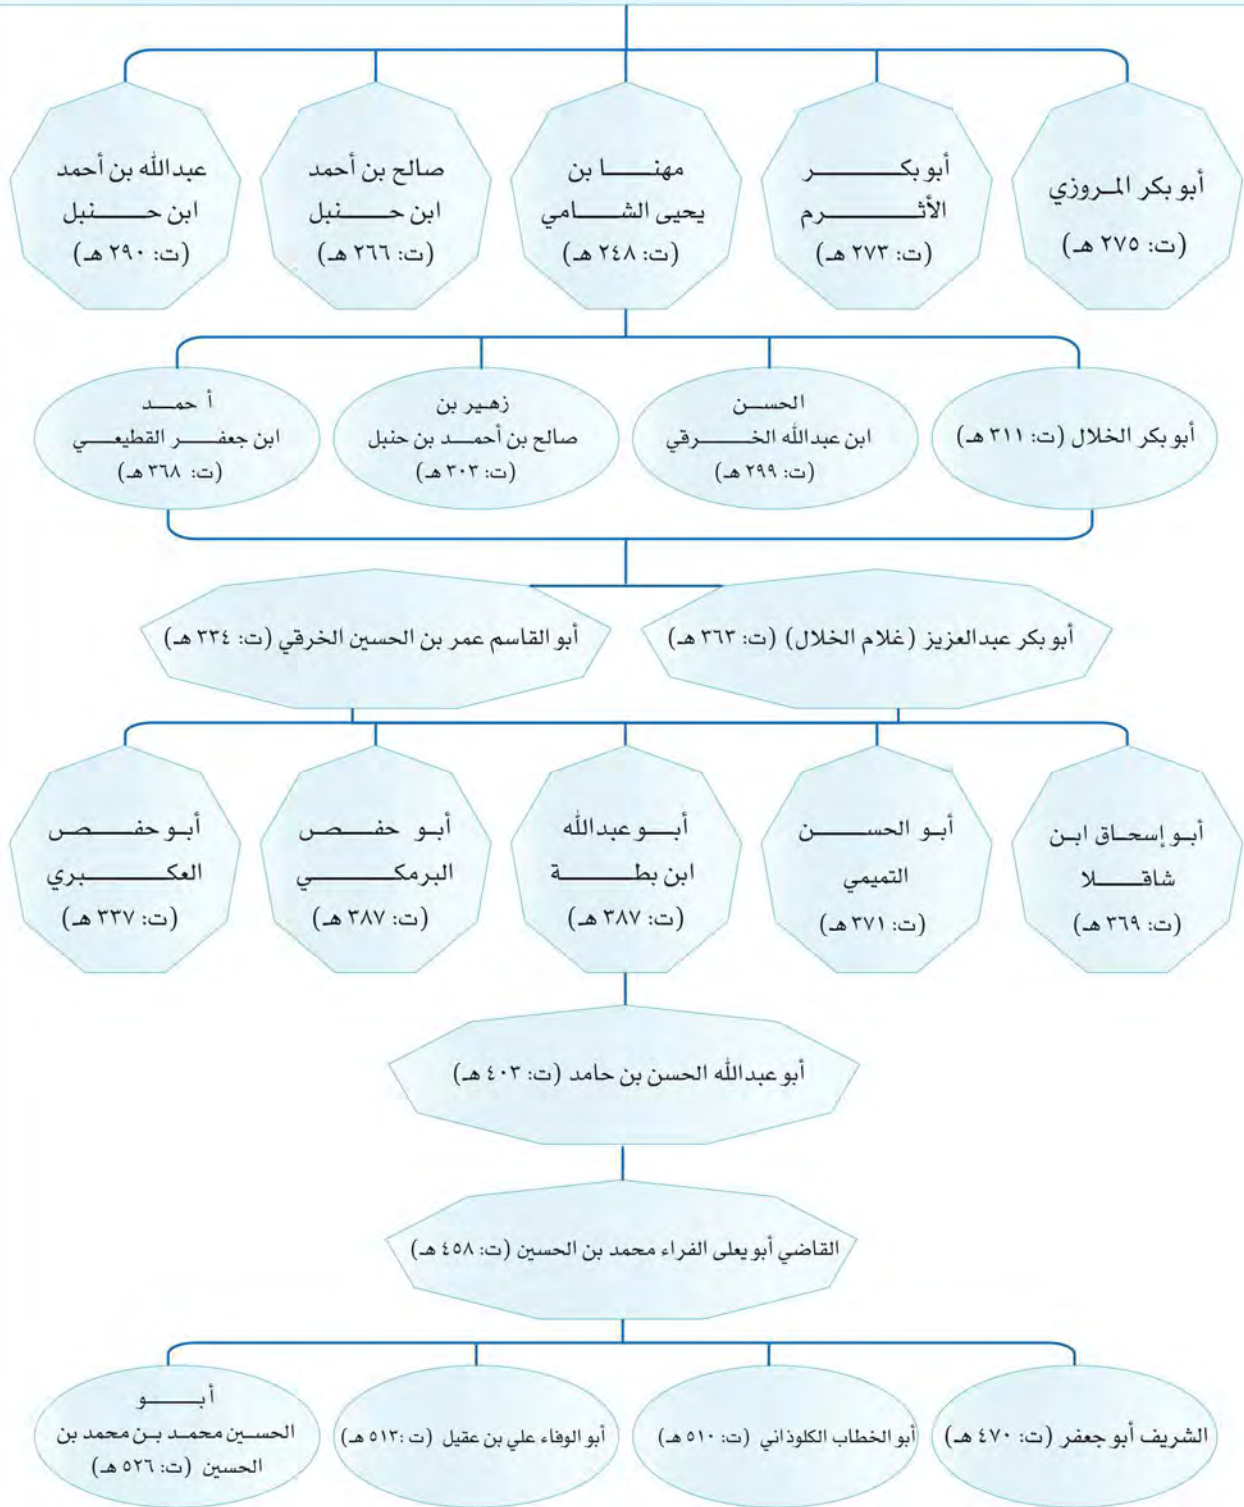 أبو بكر المروزي
(ت: ٢٧٥ هـ)
أبو بكر
الأثرم
(ت: ٢٧٣ هـ)
مهنا بن
يحيى الشامي
(ت: ٢٤٨ هـ)
صالح بن أحمد
ابن حنبل
(ت: ٢٦٦ هـ)
عبدالله بن أحمد
ابن حنبل
(ت: ٢٩٠ هـ)
أبو بكر الخلال (ت: ٣١١ هـ)
الحسن
ابن عبدالله الخرقي
(ت: ٢٩٩ هـ)
زهير بن
صالح بن أحمد بن حنبل
(ت: ٣٠٣ هـ)
أ حمد
ابن جعفر القطيعي
(ت: ٣٦٨ هـ)
أبو بكر عبدالعزيز (غلام الخلال) (ت: ٣٦٣ هـ)
أبو القاسم عمر بن الحسين الخرقي (ت: ٣٣٤ هـ)
أبو إسحاق ابن
شاقلا
(ت: ٣٦٩ هـ)
أبو الحسن
التميمي
(ت: ٣٧١ هـ)
أبو عبدالله
ابن بطة
(ت: ٣٨٧ هـ)
أبو حفص
البرمكي
(ت: ٣٨٧ هـ)
أبو حفص
العكبري
(ت: ٣٣٧ هـ)
أبو عبدالله الحسن بن حامد (ت: ٤٠٣ هـ)
القاضي أبو يعلى الفراء محمد بن الحسين (ت: ٤٥٨ هـ)
الشريف أبو جعفر (ت: ٤٧٠ هـ)
أبو الخطاب الكلوذاني (ت: ٥١٠ هـ)
أبو الوفاء علي بن عقيل (ت :٥١٣ هـ)
أبو
الحسين محمد بن محمد بن
الحسين (ت: ٥٢٦ هـ)